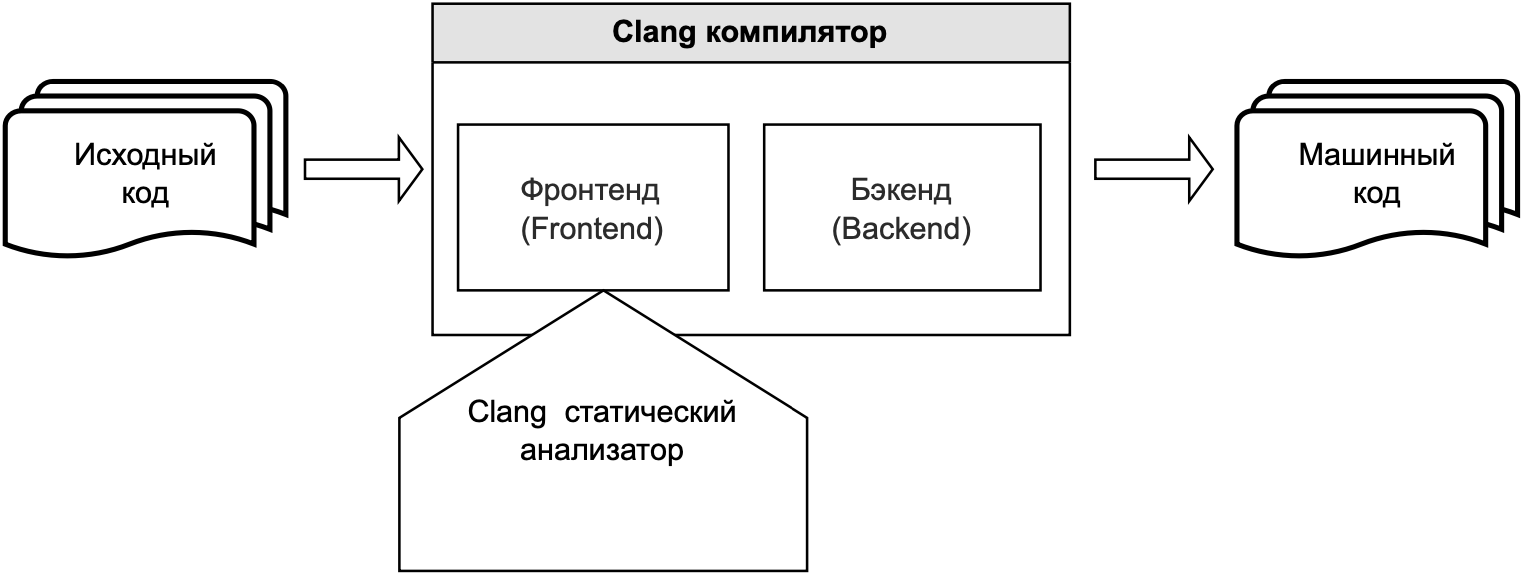 Clang компилятор
Исходный
код
Фронтенд
(Frontend)
Бэкенд
(Backend)
Машинный
код
Clang статический
анализатор